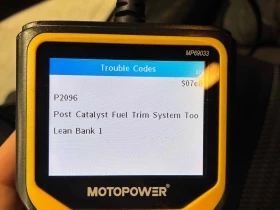 MP69033
Trouble Codes
$07e8
P2096
Post Catalyst Fuel Trim System Too
Lean Bank 1
MOTOPOWER®